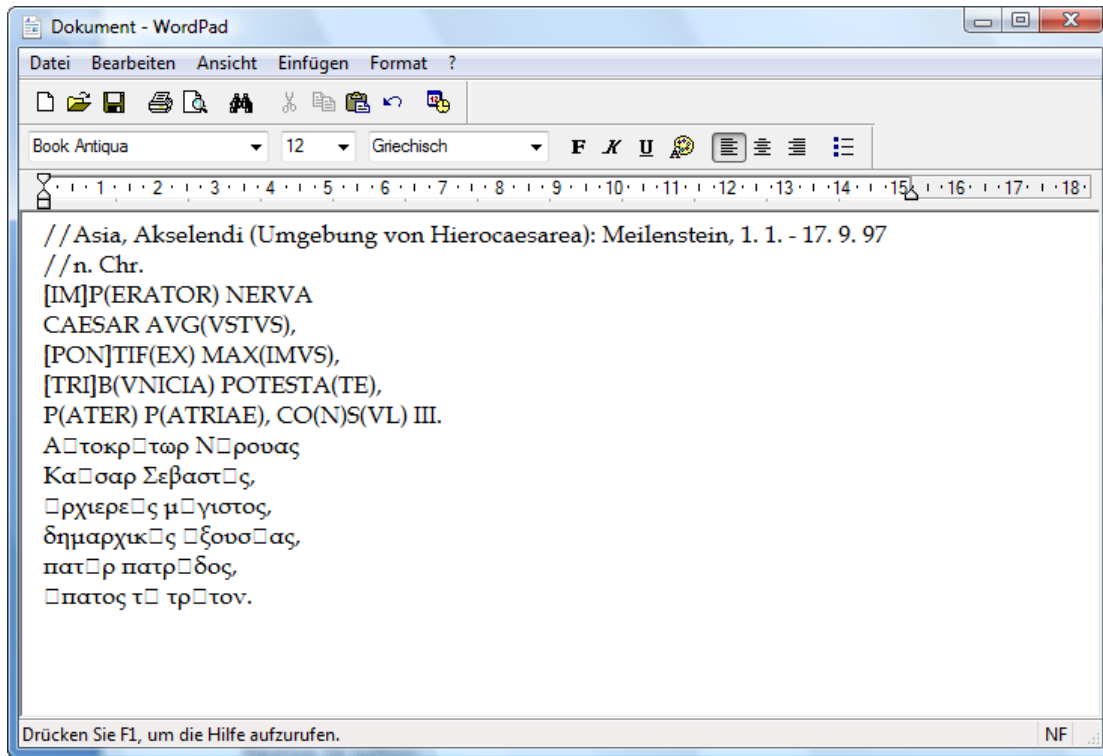 Dokument - WordPad
Datei Bearbeiten Ansicht Einfügen Format ?
Book Antiqua 12 Griechisch F K U
1 2 3 4 5 6 7 8 9 10 11 12 13 14 15 16 17 18
//Asia, Akselendi (Umgebung von Hierocaesarea): Meilenstein, 1. 1. - 17. 9. 97
//n. Chr.
[IM]P(ERATOR) NERVA
CAESAR AVG(VSTVS),
[PON]TIF(EX) MAX(IMVS),
[TRI]B(VNICIA) POTESTA(TE),
P(ATER) P(ATRIAE), CO(N)S(VL) III.
Α□τοκρ□τωρ Ν□ρουας
Κα□σαρ Σεβαστ□ς,
□ρχιερε□ς μ□γιστος,
δημαρχικ□ς □ξουσ□ας,
πατ□ρ πατρ□δος,
□πατος τ□ τρ□τον.
Drücken Sie F1, um die Hilfe aufzurufen. NF